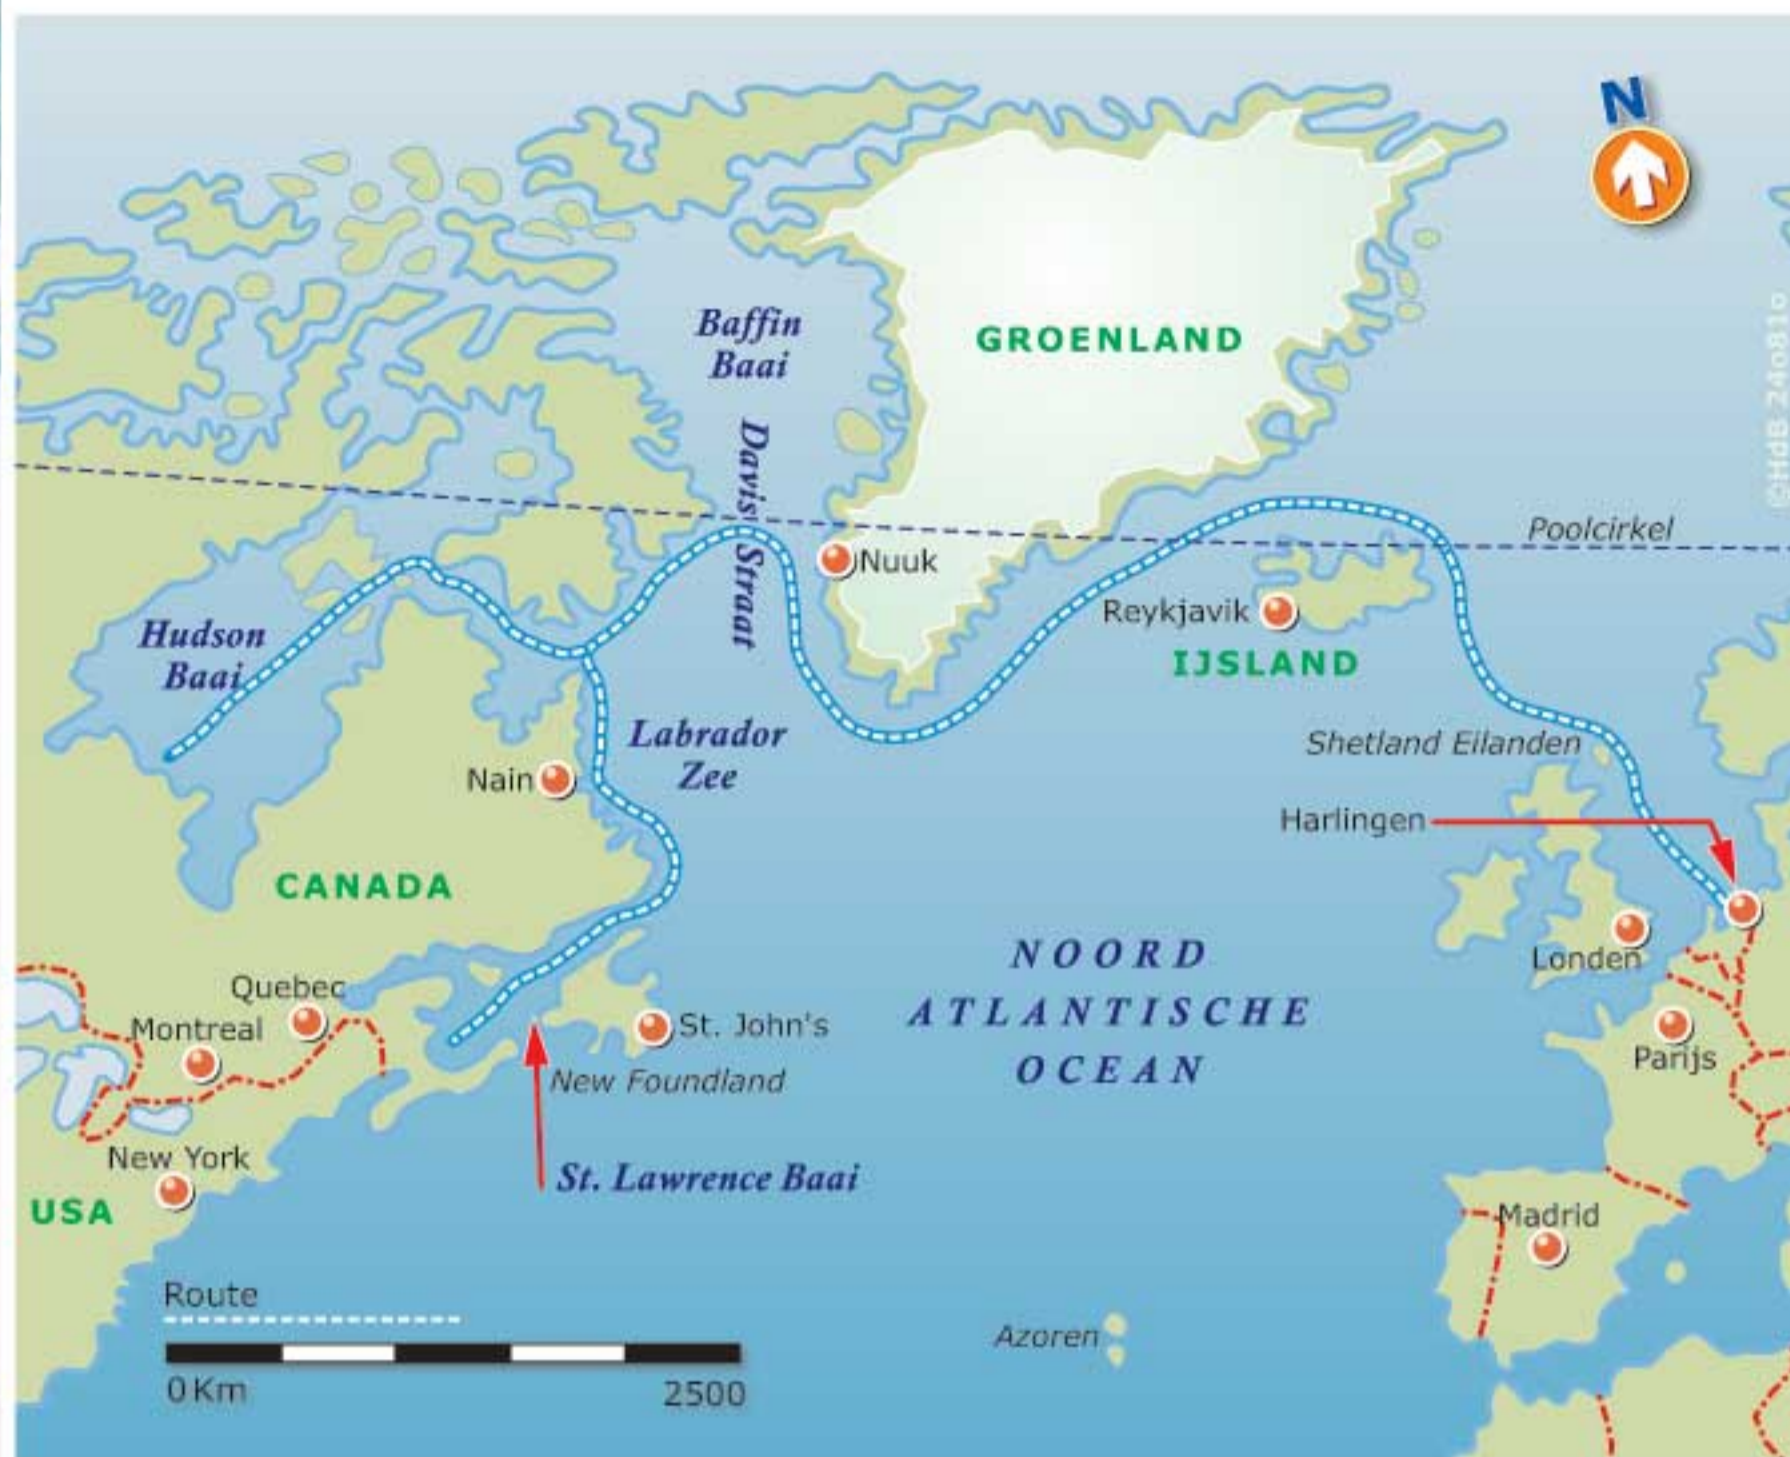 N
Baffin
Baai
GROENLAND
Davis Straat
Poolcirkel
Nuuk
Reykjavik
IJSLAND
Hudson
Baai
Labrador
Zee
Shetland Eilanden
Nain
Harlingen
CANADA
NOORD
ATLANTISCHE
OCEAN
Londen
Quebec
Montreal
St. John's
Parijs
New Foundland
New York
St. Lawrence Baai
USA
Madrid
Route
Azoren
0 Km
2500
©HdB 24o81o